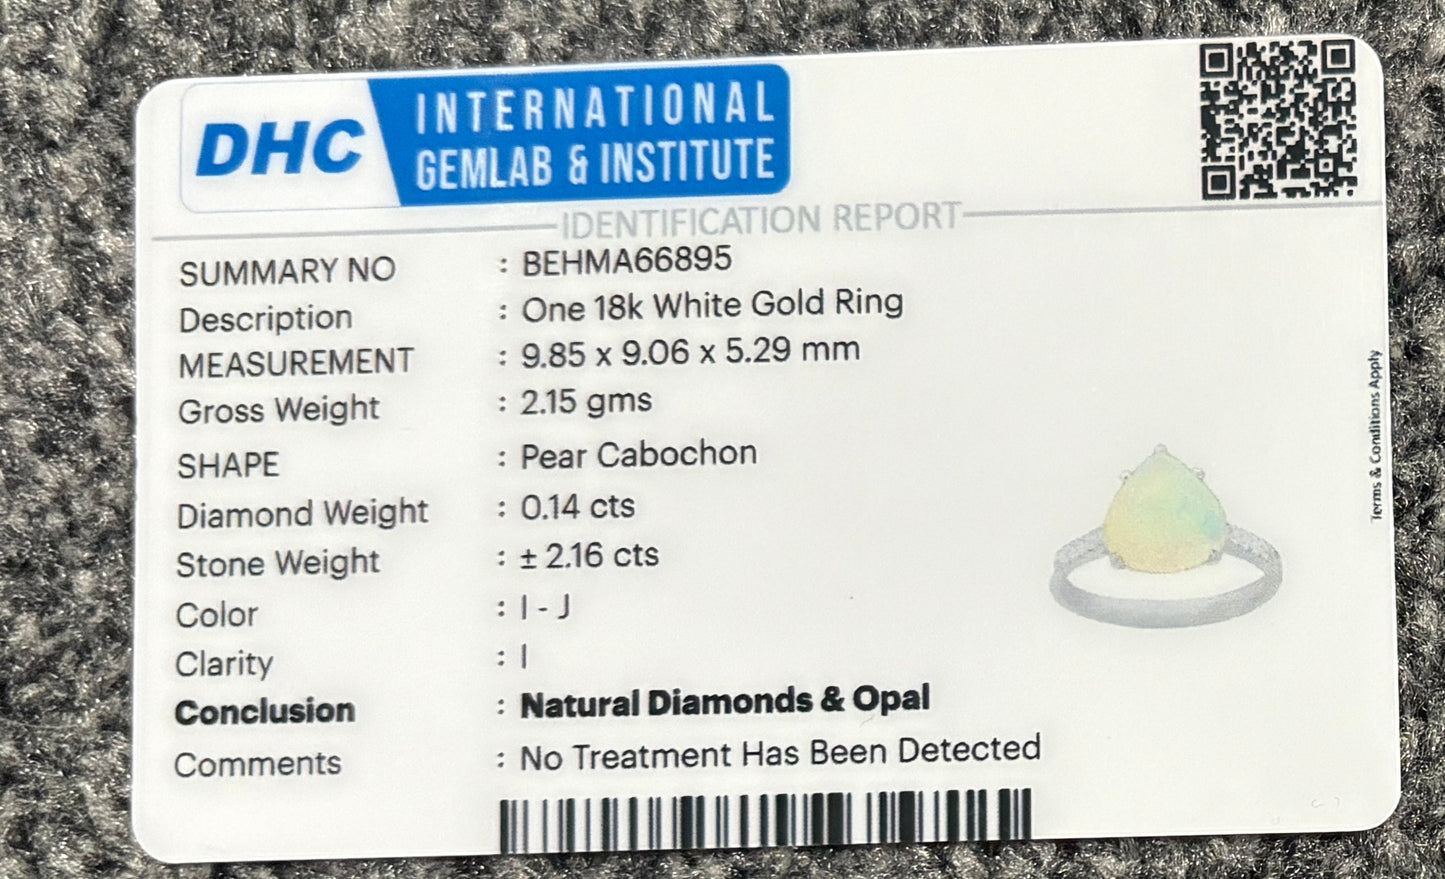 DHC
INTERNATIONAL
GEMLAB & INSTITUTE
IDENTIFICATION REPORT
SUMMARY NO : BEHMA66895
Description : One 18k White Gold Ring
MEASUREMENT : 9.85 x 9.06 x 5.29 mm
Gross Weight : 2.15 gms
SHAPE : Pear Cabochon
Diamond Weight : 0.14 cts
Stone Weight : ± 2.16 cts
Color : I - J
Clarity : I
Conclusion : Natural Diamonds & Opal
Comments : No Treatment Has Been Detected
Terms & Conditions Apply